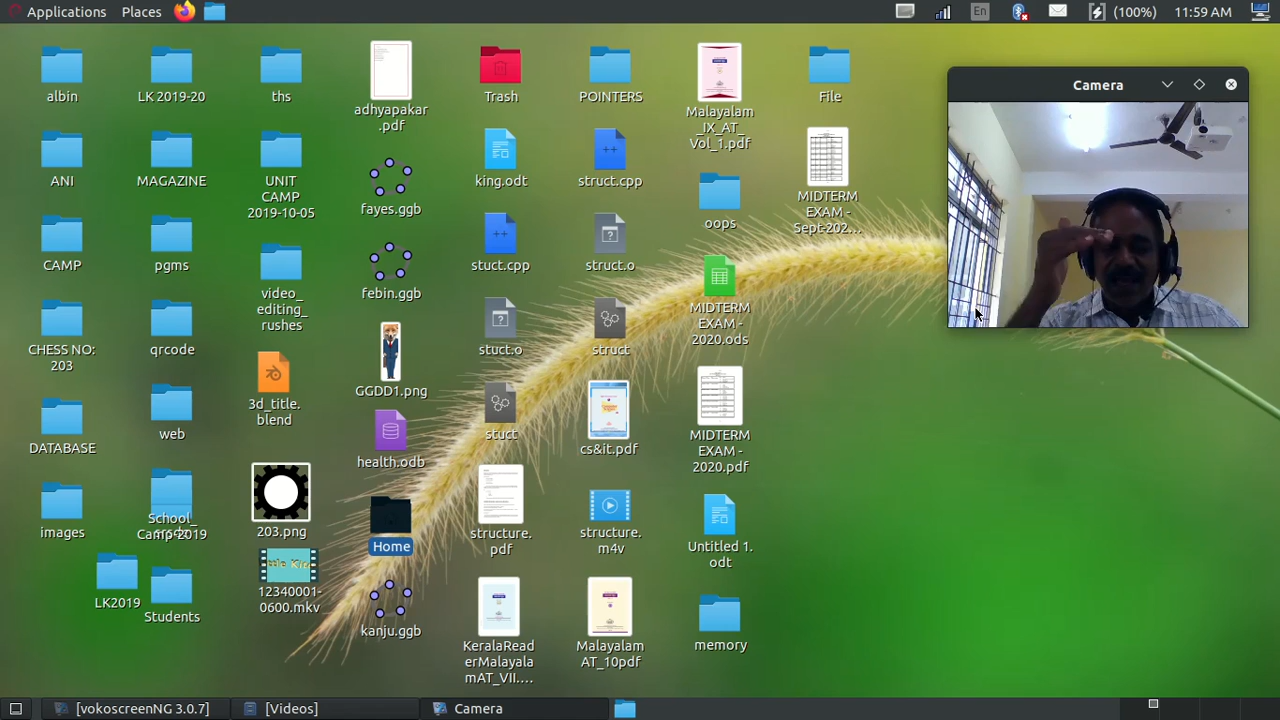 Applications Places En (100%) 11:59 AM
albin
LK 2019-20
ths
adhyapakar
.pdf
Trash
POINTERS
Malayalam
_IX_AT_
Vol_1.pdf
File
Camera
ANI
MAGAZINE
UNIT
CAMP
2019-10-05
fayes.ggb
king.odt
struct.cpp
oops
MIDTERM
EXAM -
Sept-202...
CAMP
pgms
video_
editing_
rushes
febin.ggb
stuct.cpp
struct.o
MIDTERM
EXAM -
2020.ods
CHESS NO:
203
qrcode
3d_title.
blend
GGDD1.png
stuct.o
struct
MIDTERM
EXAM -
2020.pdf
DATABASE
web
203.png
health.odb
stuct
cs&it.pdf
images
School_
Camp-2019
Home
structure.
pdf
structure.
m4v
Untitled 1.
odt
LK2019
Students
12340001-
0600.mkv
kanju.ggb
KeralaRead
erMalayala
mAT_VII....
Malayalam
AT_10pdf
memory
[vokoscreenNG 3.0.7] [Videos] Camera